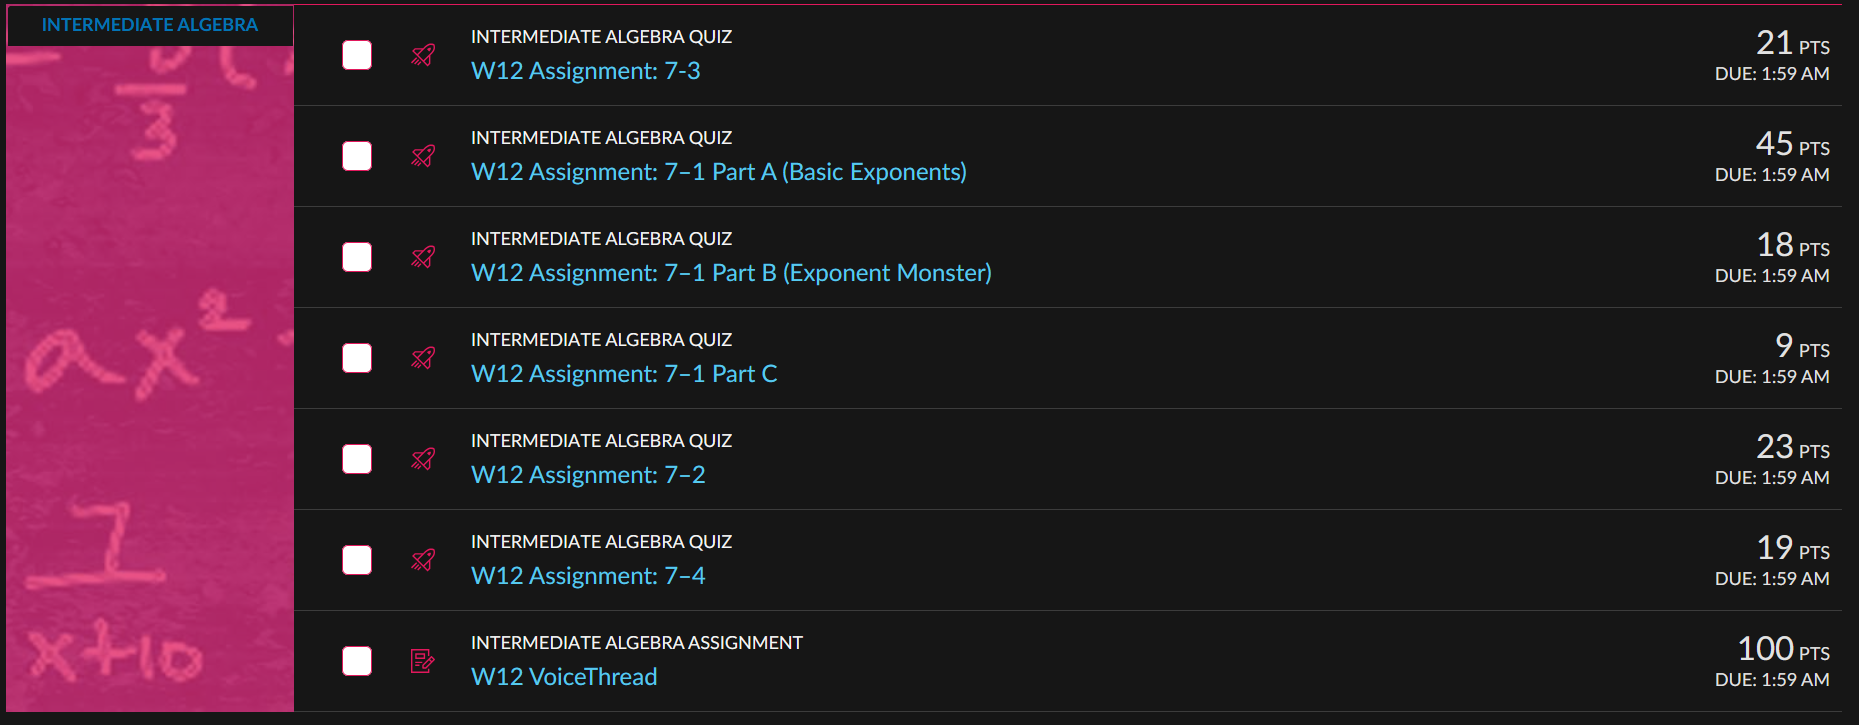 INTERMEDIATE ALGEBRA
3
ax²
7
x+10
INTERMEDIATE ALGEBRA QUIZ
W12 Assignment: 7-3
21 PTS
DUE: 1:59 AM
INTERMEDIATE ALGEBRA QUIZ
W12 Assignment: 7–1 Part A (Basic Exponents)
45 PTS
DUE: 1:59 AM
INTERMEDIATE ALGEBRA QUIZ
W12 Assignment: 7–1 Part B (Exponent Monster)
18 PTS
DUE: 1:59 AM
INTERMEDIATE ALGEBRA QUIZ
W12 Assignment: 7–1 Part C
9 PTS
DUE: 1:59 AM
INTERMEDIATE ALGEBRA QUIZ
W12 Assignment: 7–2
23 PTS
DUE: 1:59 AM
INTERMEDIATE ALGEBRA QUIZ
W12 Assignment: 7–4
19 PTS
DUE: 1:59 AM
INTERMEDIATE ALGEBRA ASSIGNMENT
W12 VoiceThread
100 PTS
DUE: 1:59 AM